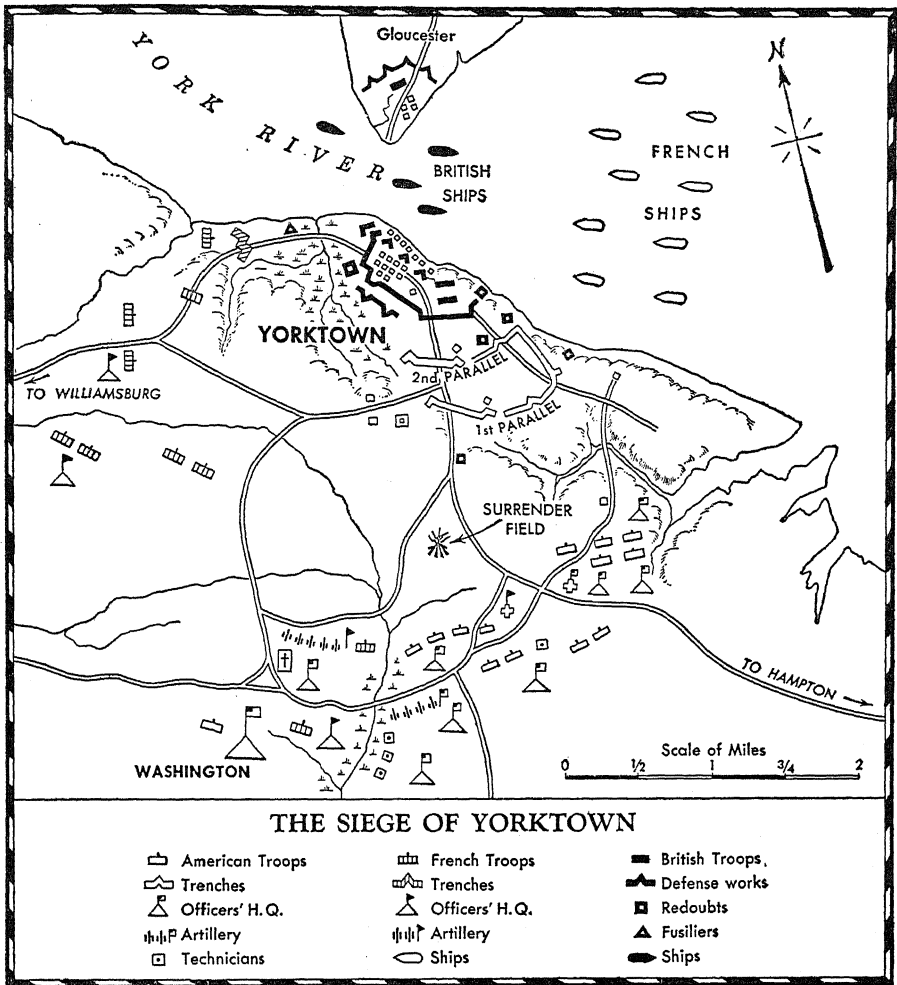 Gloucester
N
YORK RIVER
FRENCH
SHIPS
BRITISH
SHIPS
YORKTOWN
2nd PARALLEL
TO WILLIAMSBURG
1st PARALLEL
SURRENDER
FIELD
TO HAMPTON
WASHINGTON
Scale of Miles
0 1/2 1 3/4 2
THE SIEGE OF YORKTOWN
American Troops
Trenches
Officers' H.Q.
Artillery
Technicians
French Troops
Trenches
Officers' H.Q.
Artillery
Ships
British Troops.
Defense works
Redoubts
Fusiliers
Ships